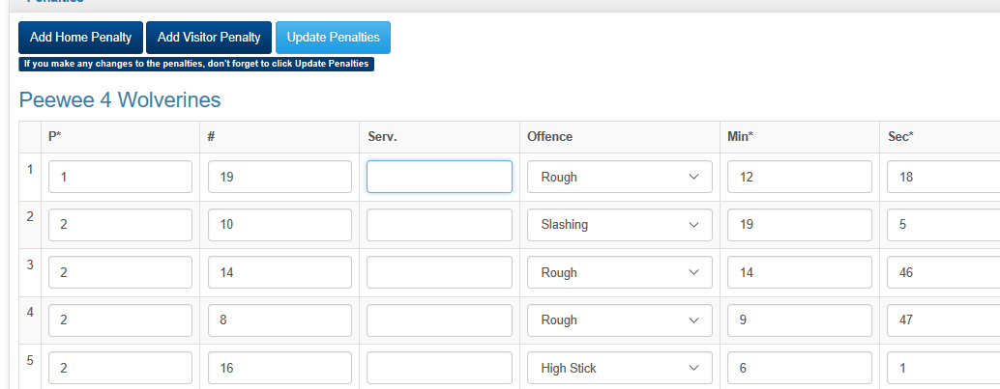 Penalties
Add Home Penalty Add Visitor Penalty Update Penalties
If you make any changes to the penalties, don't forget to click Update Penalties
Peewee 4 Wolverines
P* # Serv. Offence Min* Sec*
1 1 19 Rough 12 18
2 2 10 Slashing 19 5
3 2 14 Rough 14 46
4 2 8 Rough 9 47
5 2 16 High Stick 6 1